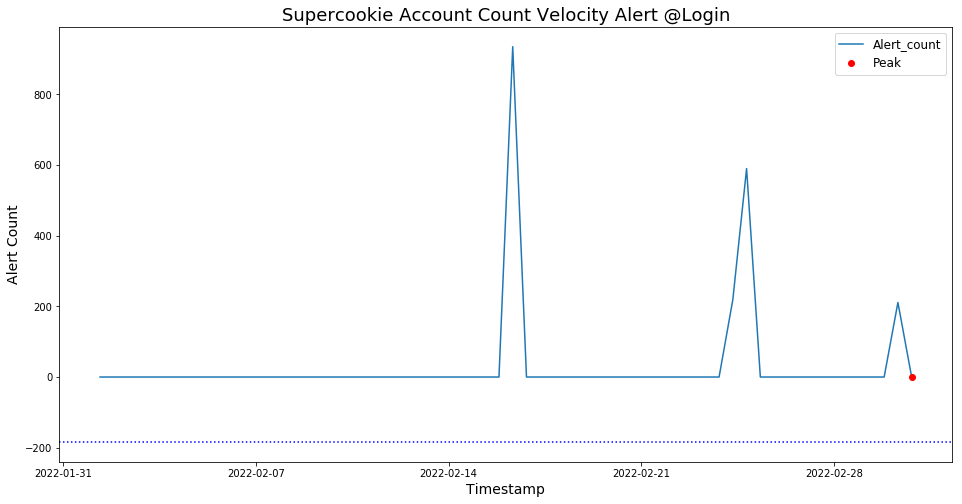 Supercookie Account Count Velocity Alert @Login
Alert_count
Peak
Alert Count
800
600
400
200
0
−200
2022-01-31
2022-02-07
2022-02-14
2022-02-21
2022-02-28
Timestamp